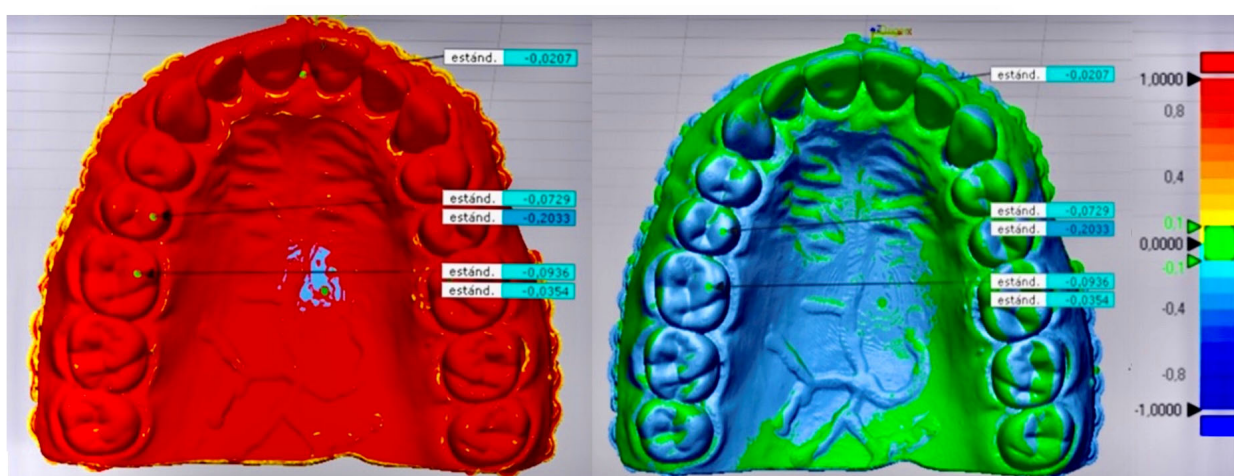 estánd. -0,0207
estánd. -0,0729
estánd. -0,2033
estánd. -0,0936
estánd. -0,0354
estánd. -0,0207
estánd. -0,0729
estánd. -0,2033
estánd. -0,0936
estánd. -0,0354
1,0000
0,8
0,4
0.1
0,0000
-0.1
-0,4
-0,8
-1,0000